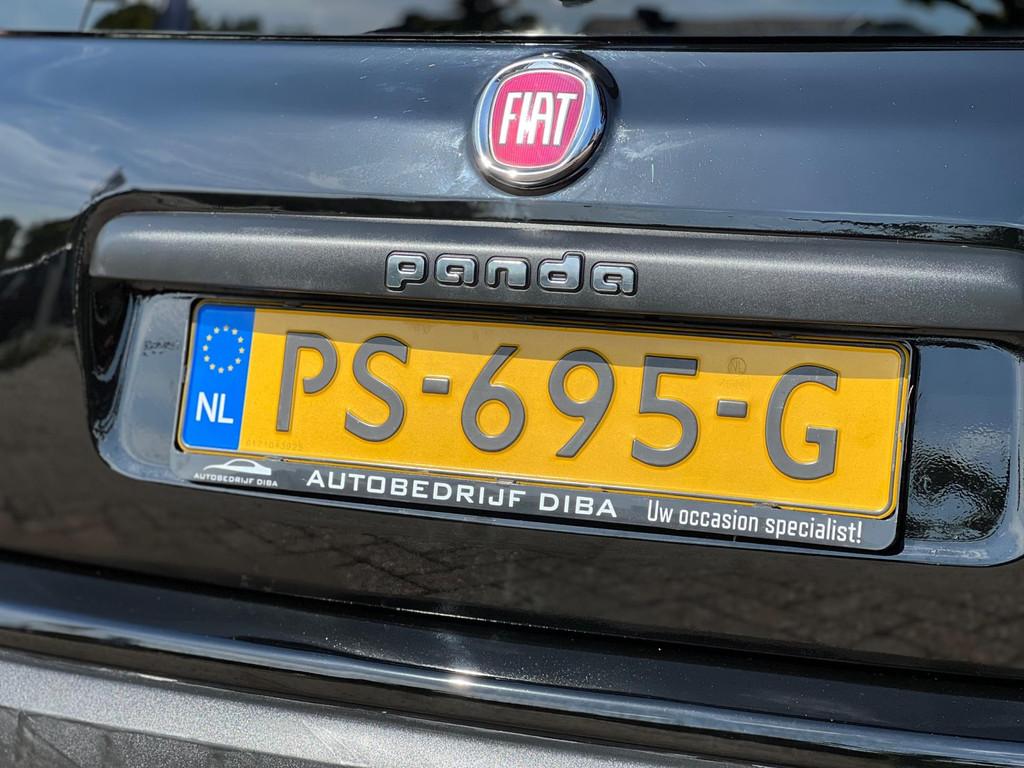 FIAT
panda
NL
PS-695-G
AUTOBEDRIJF DIBA
AUTOBEDRIJF DIBA
Uw occasion specialist!